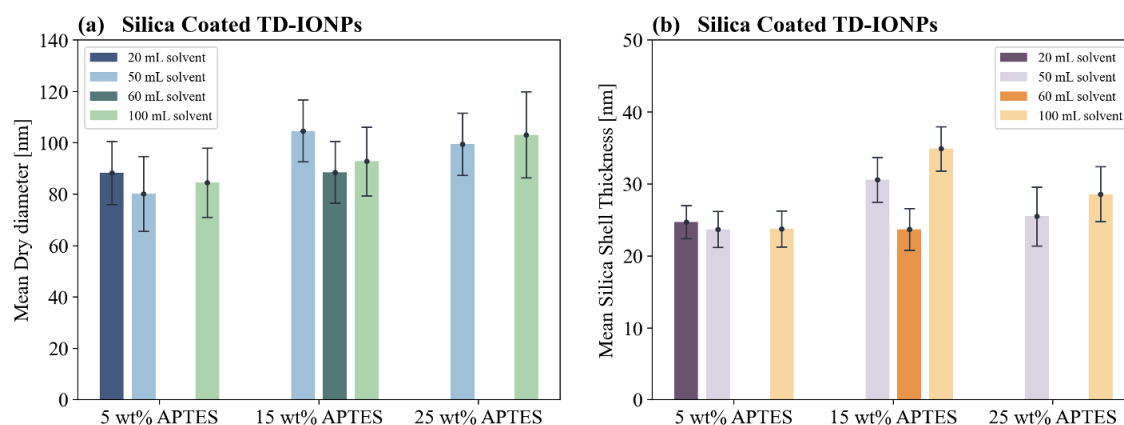 (a) Silica Coated TD-IONPs
140
120
100
80
60
40
20
0
Mean Dry diameter [nm]
20 mL solvent
50 mL solvent
60 mL solvent
100 mL solvent
5 wt% APTES
15 wt% APTES
25 wt% APTES
(b) Silica Coated TD-IONPs
50
40
30
20
10
0
Mean Silica Shell Thickness [nm]
20 mL solvent
50 mL solvent
60 mL solvent
100 mL solvent
5 wt% APTES
15 wt% APTES
25 wt% APTES